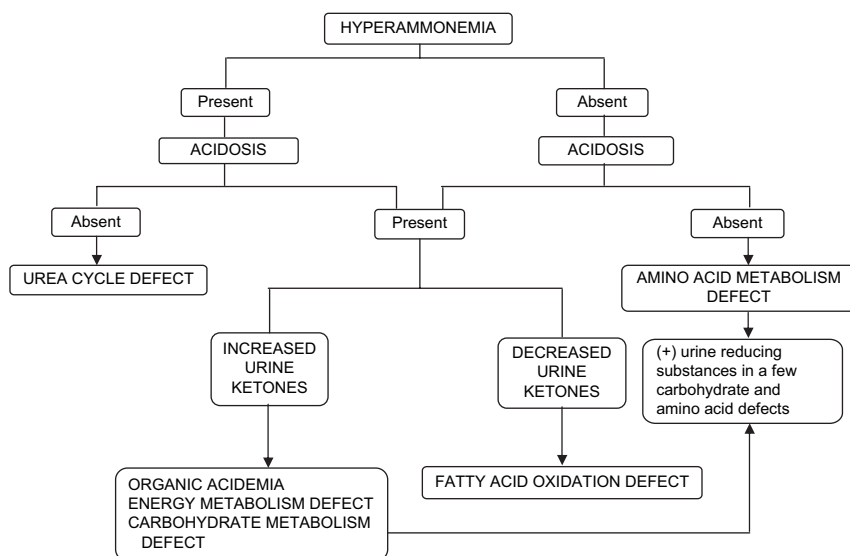 HYPERAMMONEMIA
Present
Absent
ACIDOSIS
ACIDOSIS
Absent
Present
Absent
UREA CYCLE DEFECT
AMINO ACID METABOLISM
DEFECT
INCREASED
URINE
KETONES
DECREASED
URINE
KETONES
(+) urine reducing
substances in a few
carbohydrate and
amino acid defects
ORGANIC ACIDEMIA
ENERGY METABOLISM DEFECT
CARBOHYDRATE METABOLISM
DEFECT
FATTY ACID OXIDATION DEFECT